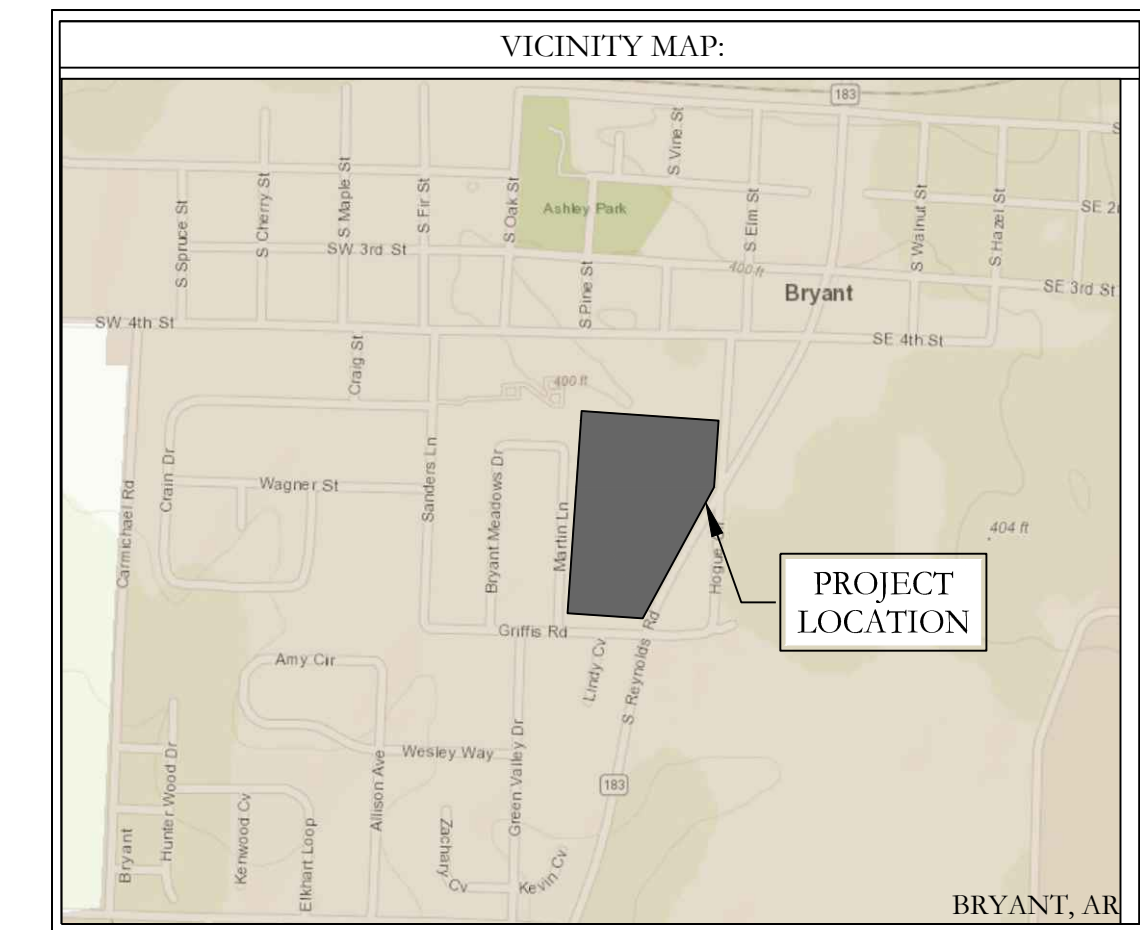 VICINITY MAP:
183
S Vine St
S Maple St
S Cherry St
S Fir St
S Oak St
S Spruce St
Ashley Park
S Elm St
S Walnut St
S Hazel St
SW 3rd St
400 ft
S Pine St
Bryant
SE 3rd St
SW 4th St
SE 4th St
Craig St
400 ft
Crain Dr
Wagner St
Sanders Ln
Bryant Meadows Dr
Martin Ln
Carmichael Rd
404 ft
PROJECT
LOCATION
Griffis Rd
Lindy Cv
S Reynolds Rd
Amy Cir
Wesley Way
Green Valley Dr
Allison Ave
183
Hunter Wood Dr
Bryant
Kenwood Cv
Elkhart Loop
Zachary
Cv
Kevin Cv
BRYANT, AR